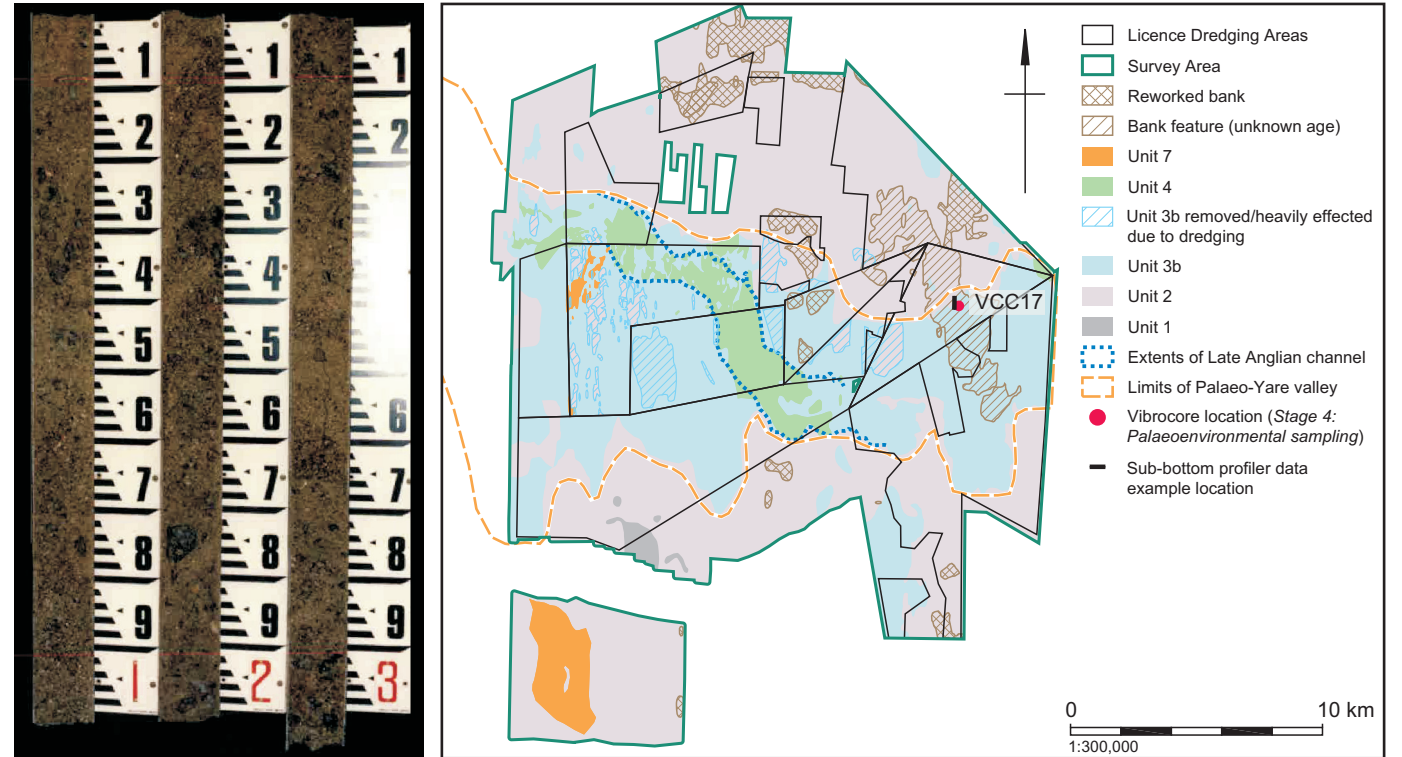 1
2
3
4
5
6
7
8
9
1
1
2
3
4
5
6
7
8
9
2
1
2
6
7
8
9
3
VCC17
Licence Dredging Areas
Survey Area
Reworked bank
Bank feature (unknown age)
Unit 7
Unit 4
Unit 3b removed/heavily effected
due to dredging
Unit 3b
Unit 2
Unit 1
Extents of Late Anglian channel
Limits of Palaeo-Yare valley
Vibrocore location (Stage 4:
Palaeoenvironmental sampling)
Sub-bottom profiler data
example location
0 10 km
1:300,000